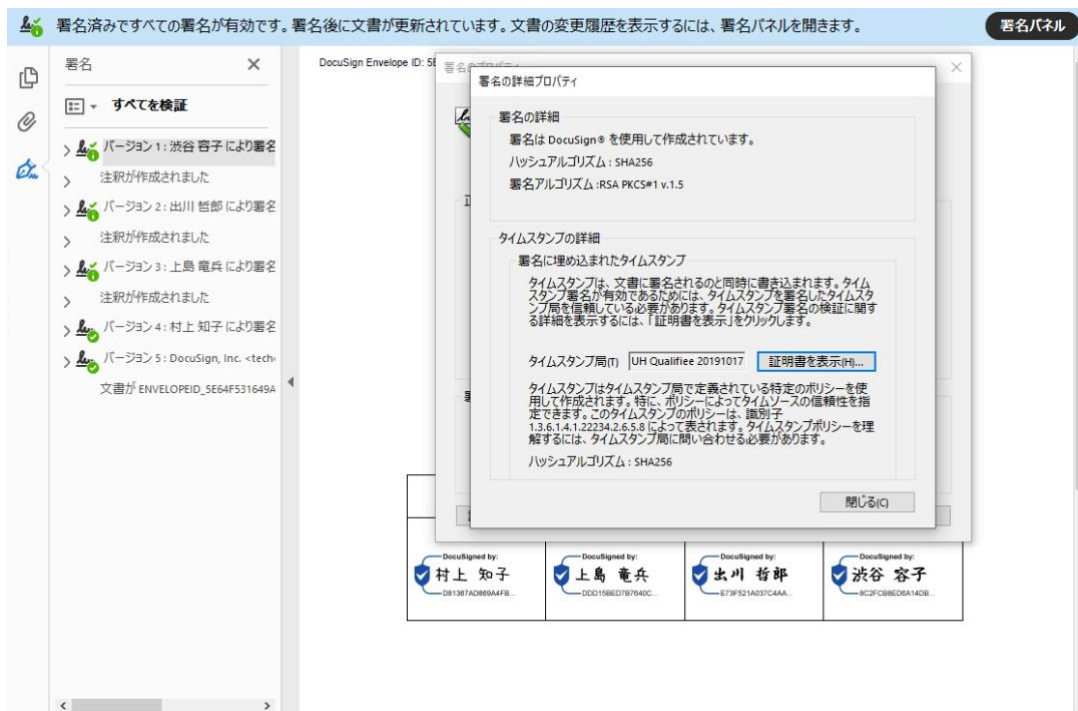 署名済みですべての署名が有効です。署名後に文書が更新されています。文書の変更履歴を表示するには、署名パネルを開きます。
署名パネル
署名
すべてを検証
バージョン 1 : 渋谷 容子 により署名
注釈が作成されました
バージョン 2 : 出川 哲郎 により署名
注釈が作成されました
バージョン 3 : 上島 竜兵 により署名
注釈が作成されました
バージョン 4 : 村上 知子 により署名
バージョン 5 : DocuSign, Inc. <tech
文書が ENVELOPEID_5E64F531649A
DocuSign Envelope ID: 5E
署名のプロパティ
署名の詳細プロパティ
署名の詳細
署名は DocuSign® を使用して作成されています。
ハッシュアルゴリズム : SHA256
署名アルゴリズム :RSA PKCS#1 v.1.5
タイムスタンプの詳細
署名に埋め込まれたタイムスタンプ
タイムスタンプは、文書に署名されるのと同時に書き込まれます。タイム
スタンプ署名が有効であるためには、タイムスタンプを署名したタイムスタ
ンプ局を信頼している必要があります。タイムスタンプ署名の検証に関す
る詳細を表示するには、「証明書を表示」をクリックします。
タイムスタンプ局(T) UH Qualifiee 20191017 証明書を表示(H)...
タイムスタンプはタイムスタンプ局で定義されている特定のポリシーを使
用して作成されます。特に、ポリシーによってタイムソースの信頼性を指
定できます。このタイムスタンプのポリシーは、識別子
1.3.6.1.4.1.22234.2.6.5.8 によって表されます。タイムスタンプポリシーを理
解するには、タイムスタンプ局に問い合わせる必要があります。
ハッシュアルゴリズム : SHA256
閉じる(C)
DocuSigned by: DocuSigned by: DocuSigned by: DocuSigned by:
村上 知子 上島 竜兵 出川 哲郎 渋谷 容子
D81387AD869A4FB... DDD15BED7B7640C... E73F521A037C4AA... 8C2FCB8ED6A14DB...